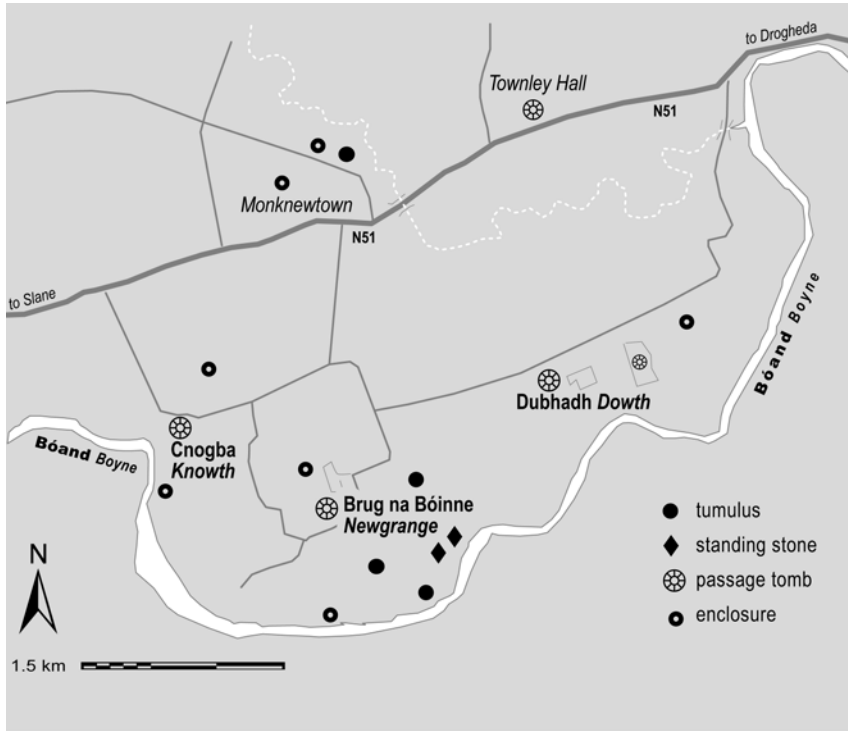 to Drogheda
Townley Hall
N51
Monknewtown
N51
to Slane
Bóand Boyne
Dubhadh Dowth
Cnogba
Knowth
Bóand Boyne
Brug na Bóinne
Newgrange
tumulus
standing stone
passage tomb
enclosure
N
1.5 km